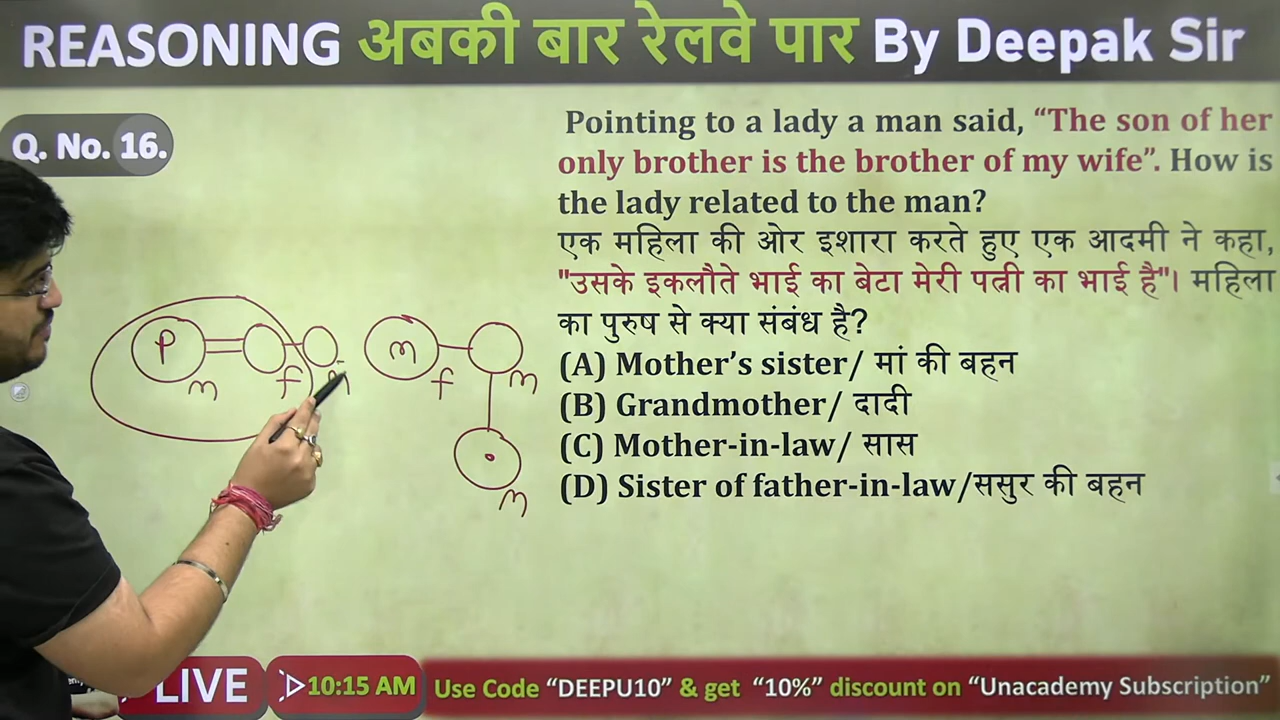 REASONING अबकी बार रेलवे पार By Deepak Sir
Q. No. 16.
Pointing to a lady a man said, “The son of her
only brother is the brother of my wife”. How is
the lady related to the man?
एक महिला की ओर इशारा करते हुए एक आदमी ने कहा,
"उसके इकलौते भाई का बेटा मेरी पत्नी का भाई है"। महिला
का पुरुष से क्या संबंध है?
(A) Mother’s sister/ मां की बहन
(B) Grandmother/ दादी
(C) Mother-in-law/ सास
(D) Sister of father-in-law/ससुर की बहन
P
m
f
m
m
f
m
m
LIVE
10:15 AM
Use Code “DEEPU10” & get “10%” discount on “Unacademy Subscription”